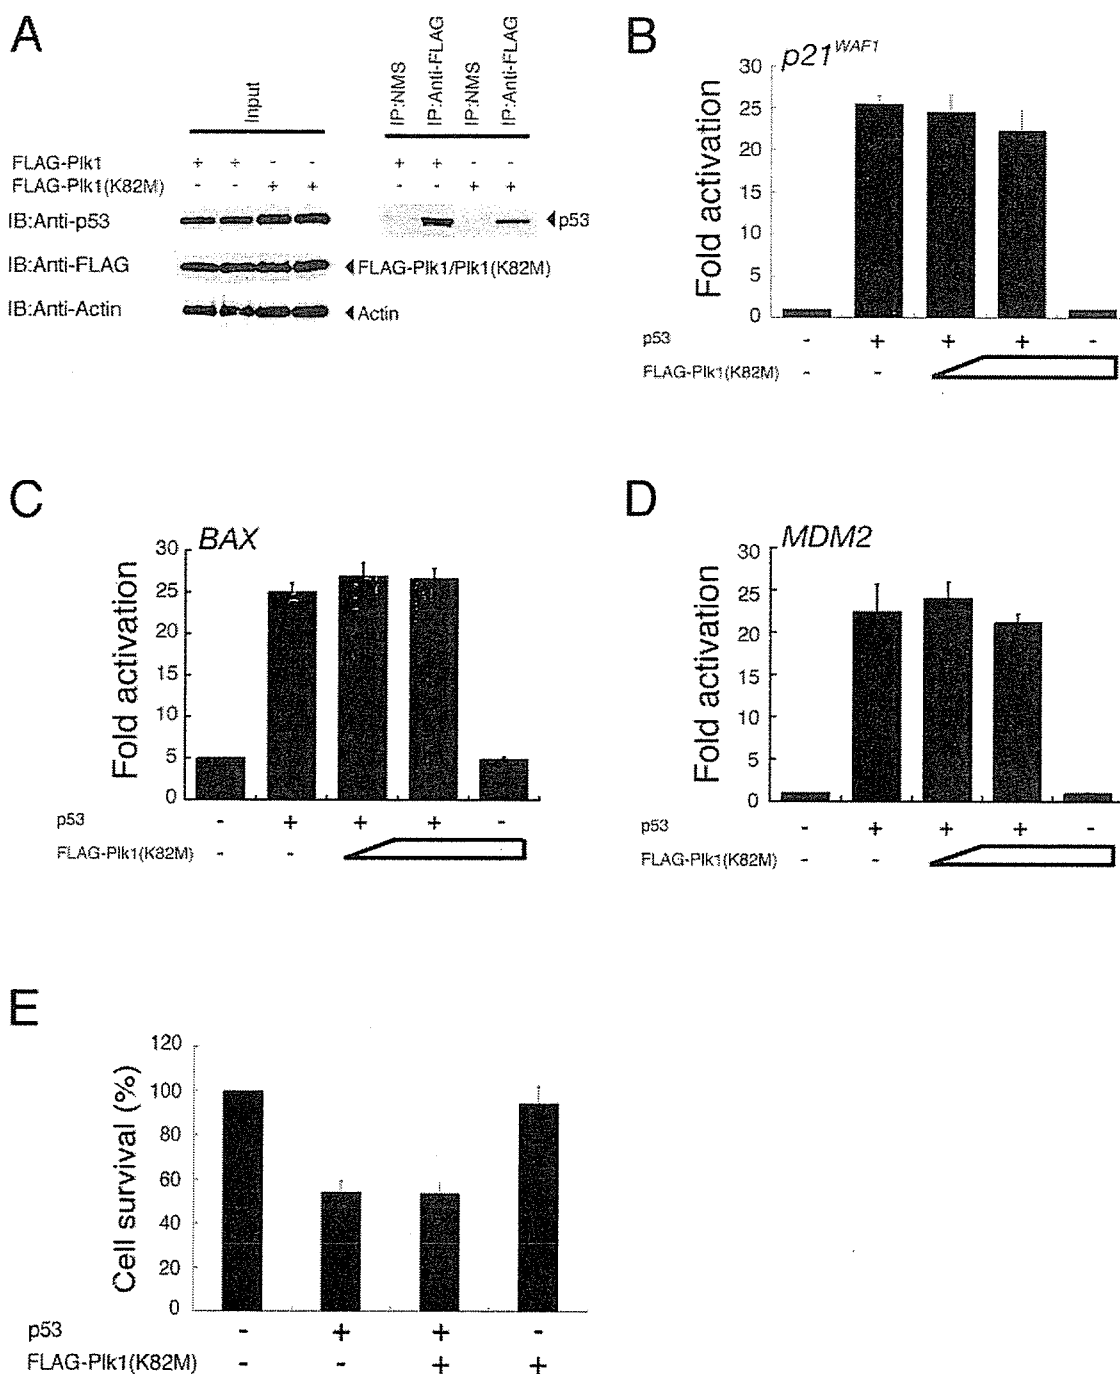 A
Input
IP:NMS
IP:Anti-FLAG
IP:NMS
IP:Anti-FLAG
FLAG-Plk1 + + - - + + - -
FLAG-Plk1(K82M) - - + + - - + +
IB:Anti-p53
p53
IB:Anti-FLAG
FLAG-Plk1/Plk1(K82M)
IB:Anti-Actin
Actin
B
p21WAF1
Fold activation
30
25
20
15
10
5
0
p53 - + + + -
FLAG-Plk1(K82M) - -
C
BAX
Fold activation
30
25
20
15
10
5
0
p53 - + + + -
FLAG-Plk1(K82M) - -
D
MDM2
Fold activation
30
25
20
15
10
5
0
p53 - + + + -
FLAG-Plk1(K82M) - -
E
Cell survival (%)
120
100
80
60
40
20
0
p53 - + + -
FLAG-Plk1(K82M) - - + +